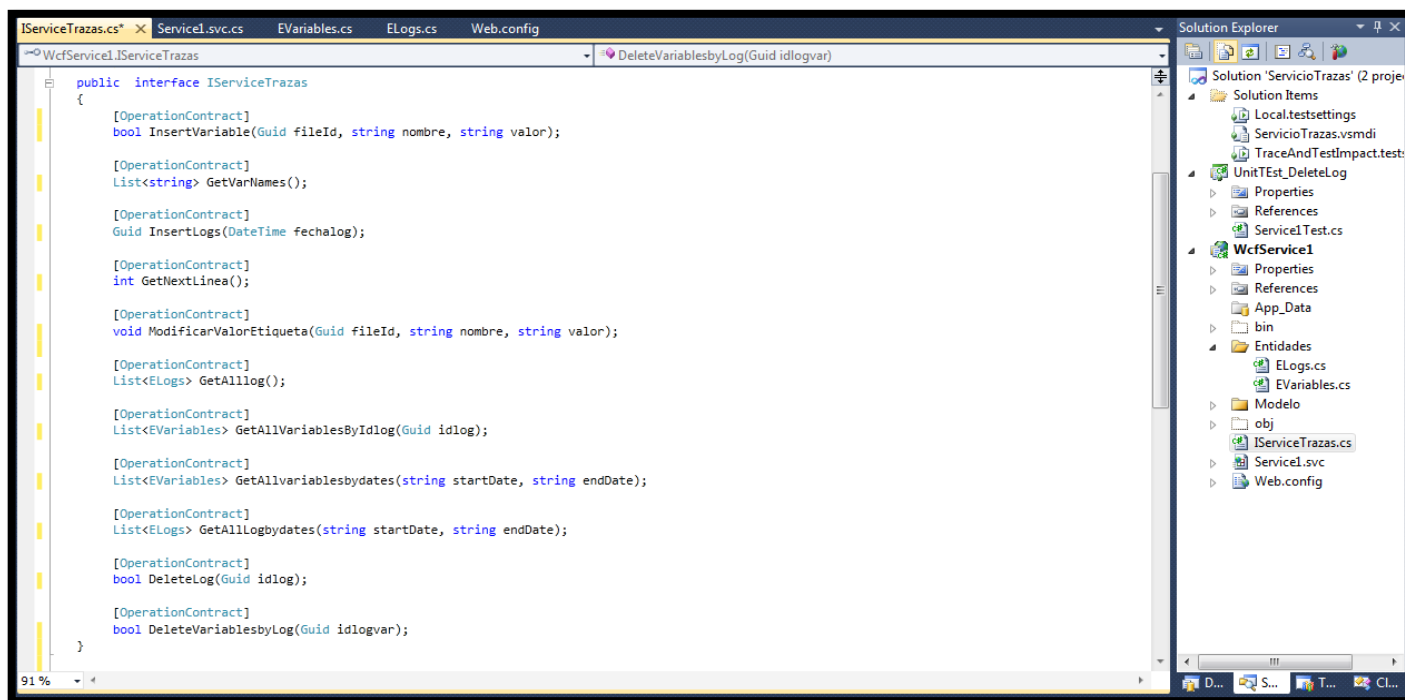 IServiceTrazas.cs* Service1.svc.cs EVariables.cs ELogs.cs Web.config
WcfService1.IServiceTrazas DeleteVariablesbyLog(Guid idlogvar)
public interface IServiceTrazas
{
[OperationContract]
bool InsertVariable(Guid fileId, string nombre, string valor);
[OperationContract]
List<string> GetVarNames();
[OperationContract]
Guid InsertLogs(DateTime fechalog);
[OperationContract]
int GetNextLinea();
[OperationContract]
void ModificarValorEtiqueta(Guid fileId, string nombre, string valor);
[OperationContract]
List<ELogs> GetAlllog();
[OperationContract]
List<EVariables> GetAllVariablesByIdlog(Guid idlog);
[OperationContract]
List<EVariables> GetAllvariablesbydates(string startDate, string endDate);
[OperationContract]
List<ELogs> GetAllLogbydates(string startDate, string endDate);
[OperationContract]
bool DeleteLog(Guid idlog);
[OperationContract]
bool DeleteVariablesbyLog(Guid idlogvar);
}
91 %
Solution Explorer
Solution 'ServicioTrazas' (2 proje
Solution Items
Local.testsettings
ServicioTrazas.vsmdi
TraceAndTestImpact.tests
UnitTEst_DeleteLog
Properties
References
Service1Test.cs
WcfService1
Properties
References
App_Data
bin
Entidades
ELogs.cs
EVariables.cs
Modelo
obj
IServiceTrazas.cs
Service1.svc
Web.config
D... S... T... Cl...